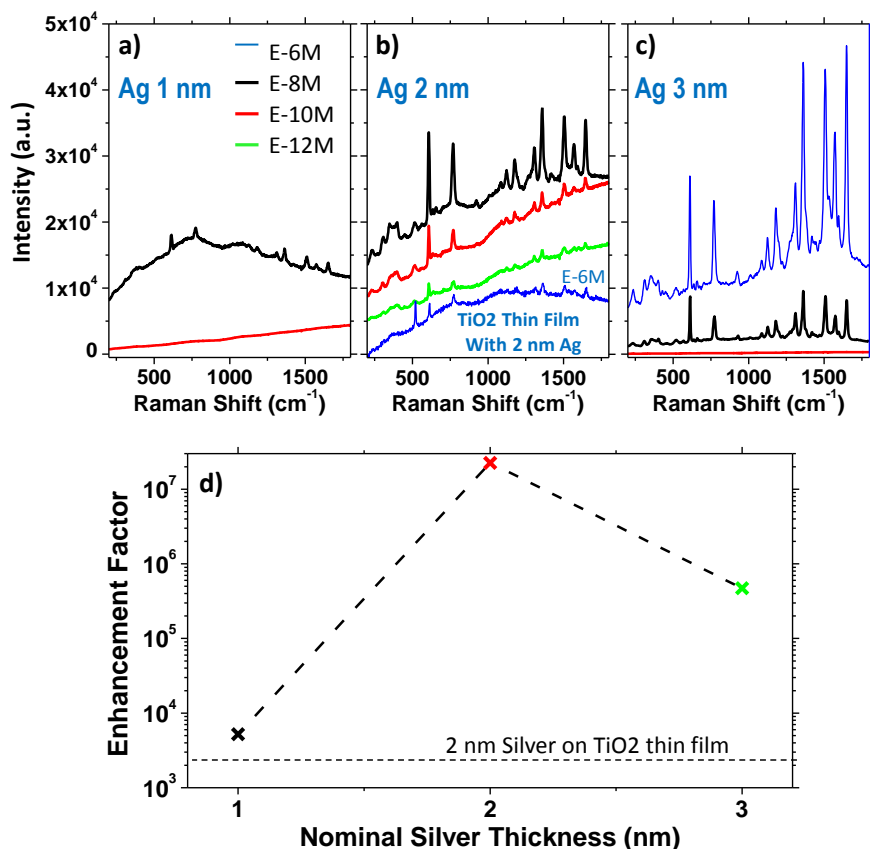 a)
Ag 1 nm
E-6M
E-8M
E-10M
E-12M
b)
Ag 2 nm
E-6M
TiO2 Thin Film
With 2 nm Ag
c)
Ag 3 nm
Intensity (a.u.)
5x10⁴
4x10⁴
3x10⁴
2x10⁴
1x10⁴
0
500 1000 1500
500 1000 1500
500 1000 1500
Raman Shift (cm⁻¹)
Raman Shift (cm⁻¹)
Raman Shift (cm⁻¹)
d)
Enhancement Factor
10⁷
10⁶
10⁵
10⁴
10³
2 nm Silver on TiO2 thin film
1 2 3
Nominal Silver Thickness (nm)